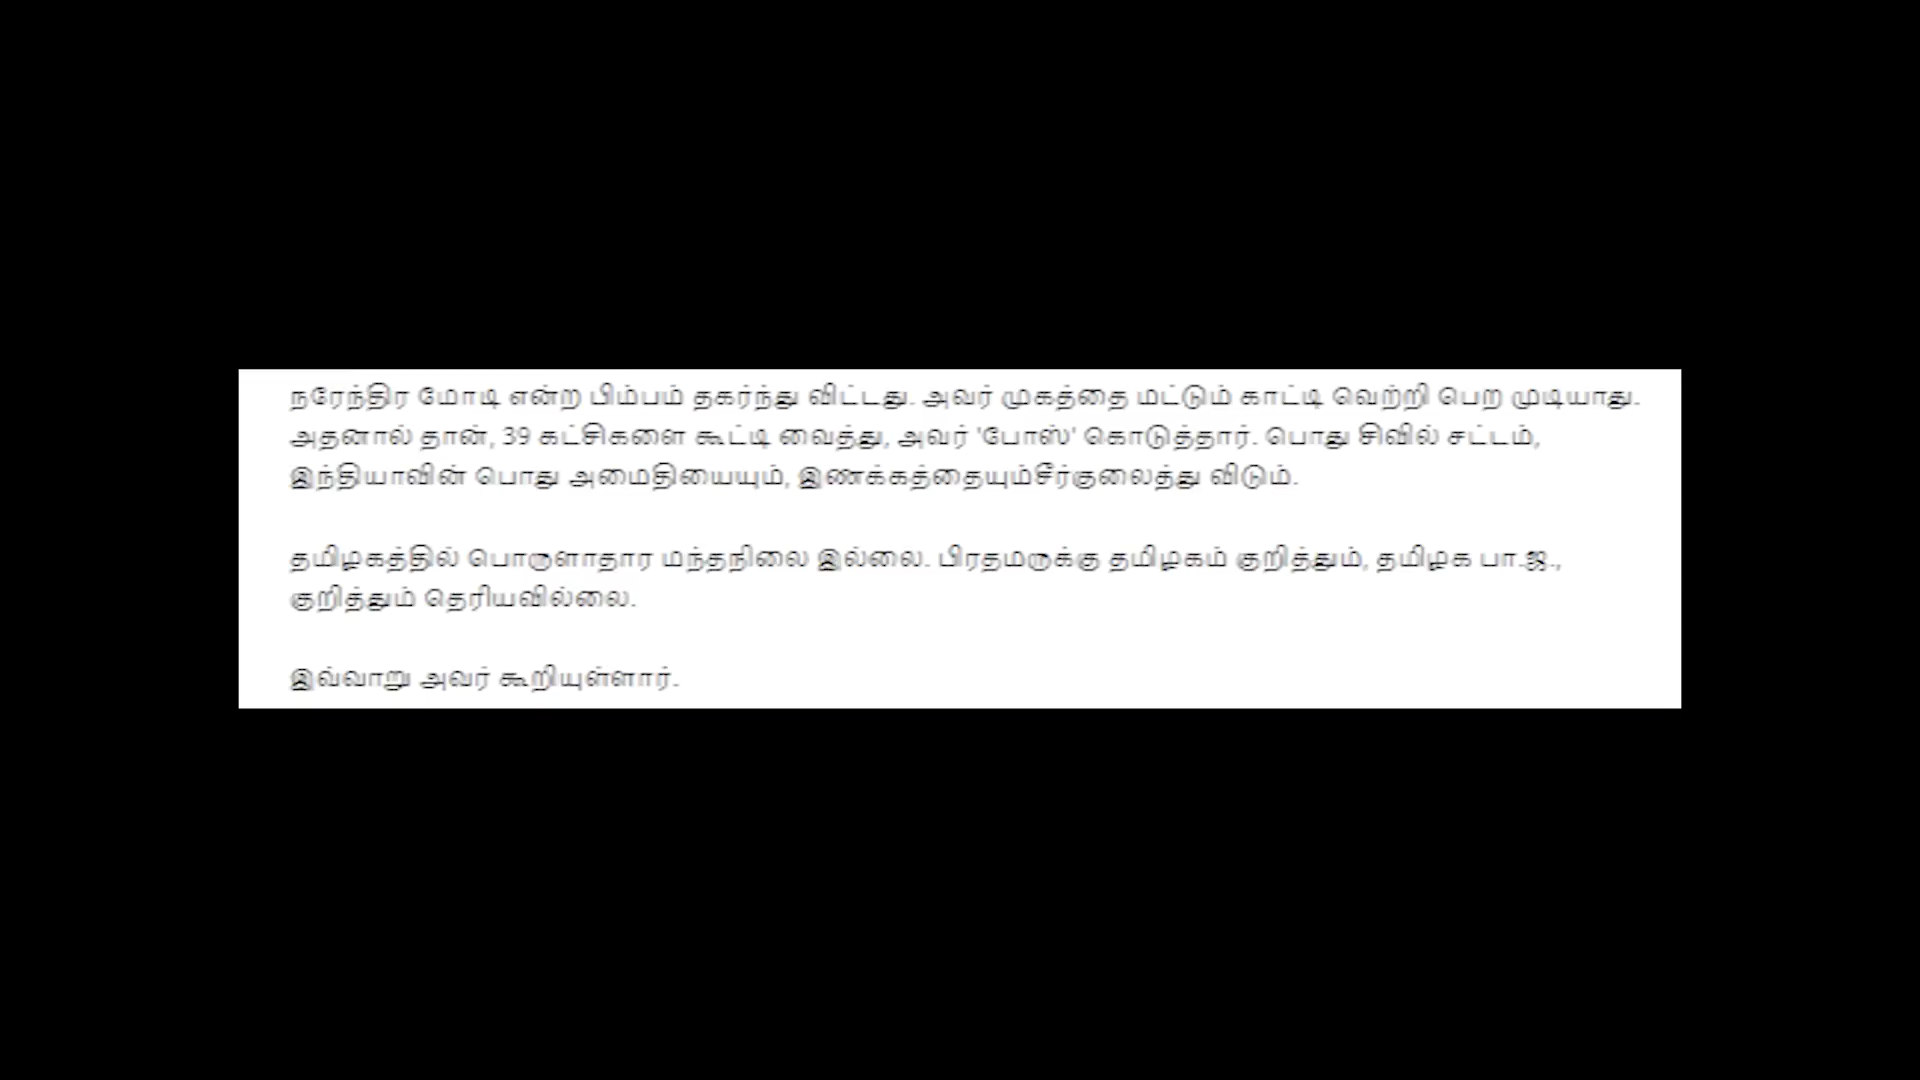 நரேந்திர மோடி என்ற பிம்பம் தகர்ந்து விட்டது. அவர் முகத்தை மட்டும் காட்டி வெற்றி பெற முடியாது.
அதனால் தான், 39 கட்சிகளை கூட்டி வைத்து, அவர் 'போஸ்' கொடுத்தார். பொது சிவில் சட்டம்,
இந்தியாவின் பொது அமைதியையும், இணக்கத்தையும்சீர்குலைத்து விடும்.
தமிழகத்தில் பொருளாதார மந்தநிலை இல்லை. பிரதமருக்கு தமிழகம் குறித்தும், தமிழக பா.ஜ.,
குறித்தும் தெரியவில்லை.
இவ்வாறு அவர் கூறியுள்ளார்.